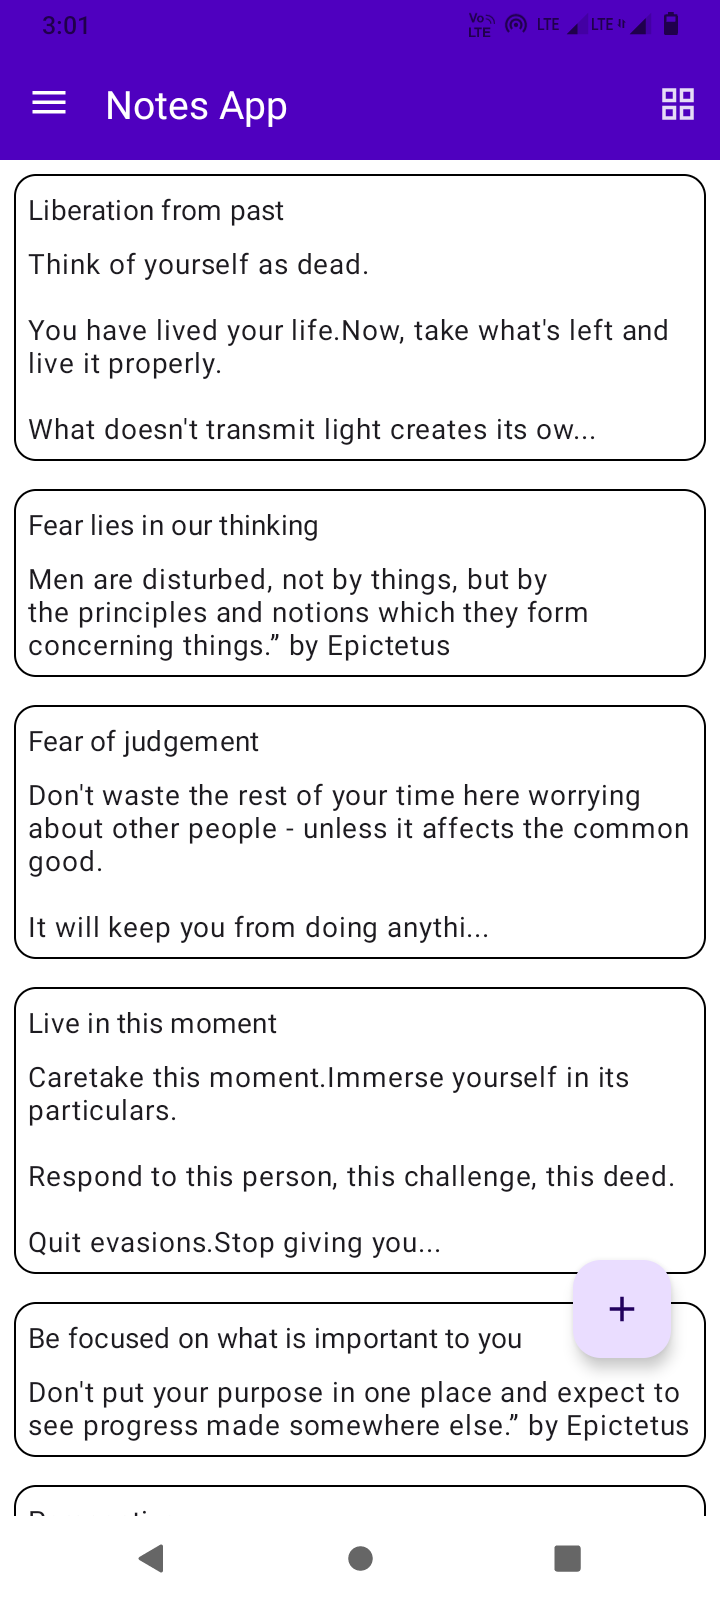 3:01
Vo LTE LTE LTE
Notes App
Liberation from past
Think of yourself as dead.
You have lived your life.Now, take what's left and
live it properly.
What doesn't transmit light creates its ow...
Fear lies in our thinking
Men are disturbed, not by things, but by
the principles and notions which they form
concerning things.” by Epictetus
Fear of judgement
Don't waste the rest of your time here worrying
about other people - unless it affects the common
good.
It will keep you from doing anythi...
Live in this moment
Caretake this moment.Immerse yourself in its
particulars.
Respond to this person, this challenge, this deed.
Quit evasions.Stop giving you...
Be focused on what is important to you
Don't put your purpose in one place and expect to
see progress made somewhere else.” by Epictetus